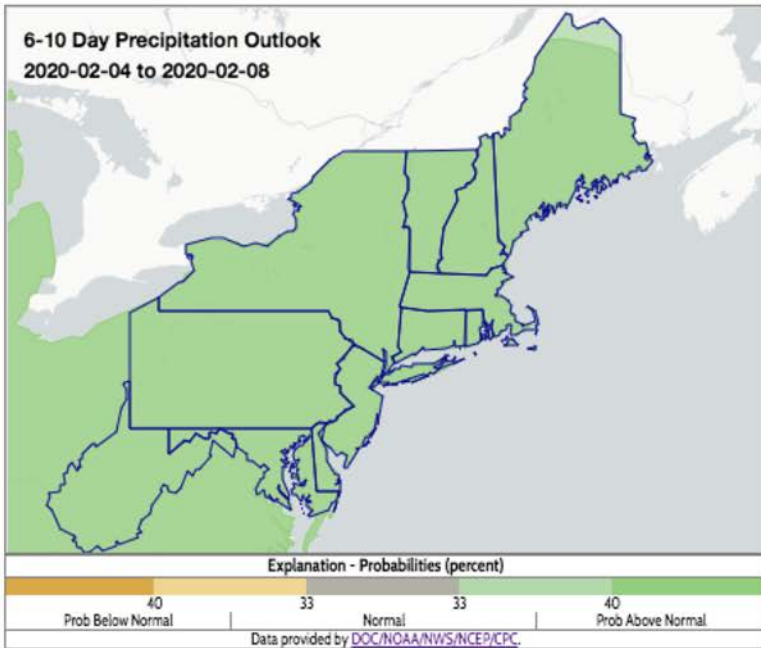 6-10 Day Precipitation Outlook
2020-02-04 to 2020-02-08
Explanation - Probabilities (percent)
40 33 33 40
Prob Below Normal | Normal | Prob Above Normal
Data provided by DOC/NOAA/NWS/NCEP/CPC.